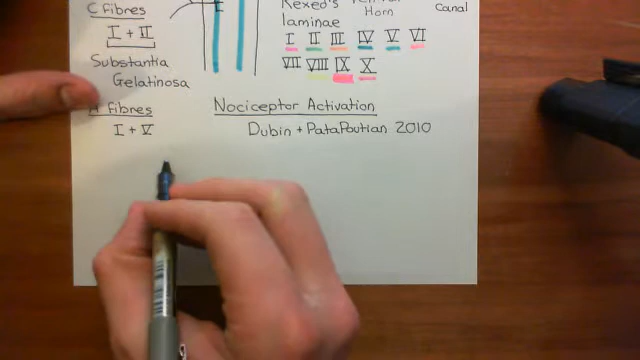 C fibres
I + II
Substantia
Gelatinosa
fibres
I + V
Rexed's
Horn
laminae
I II III IV V VI
VII VIII IX X
Canal
Nociceptor Activation
Dubin + Patapoutian 2010